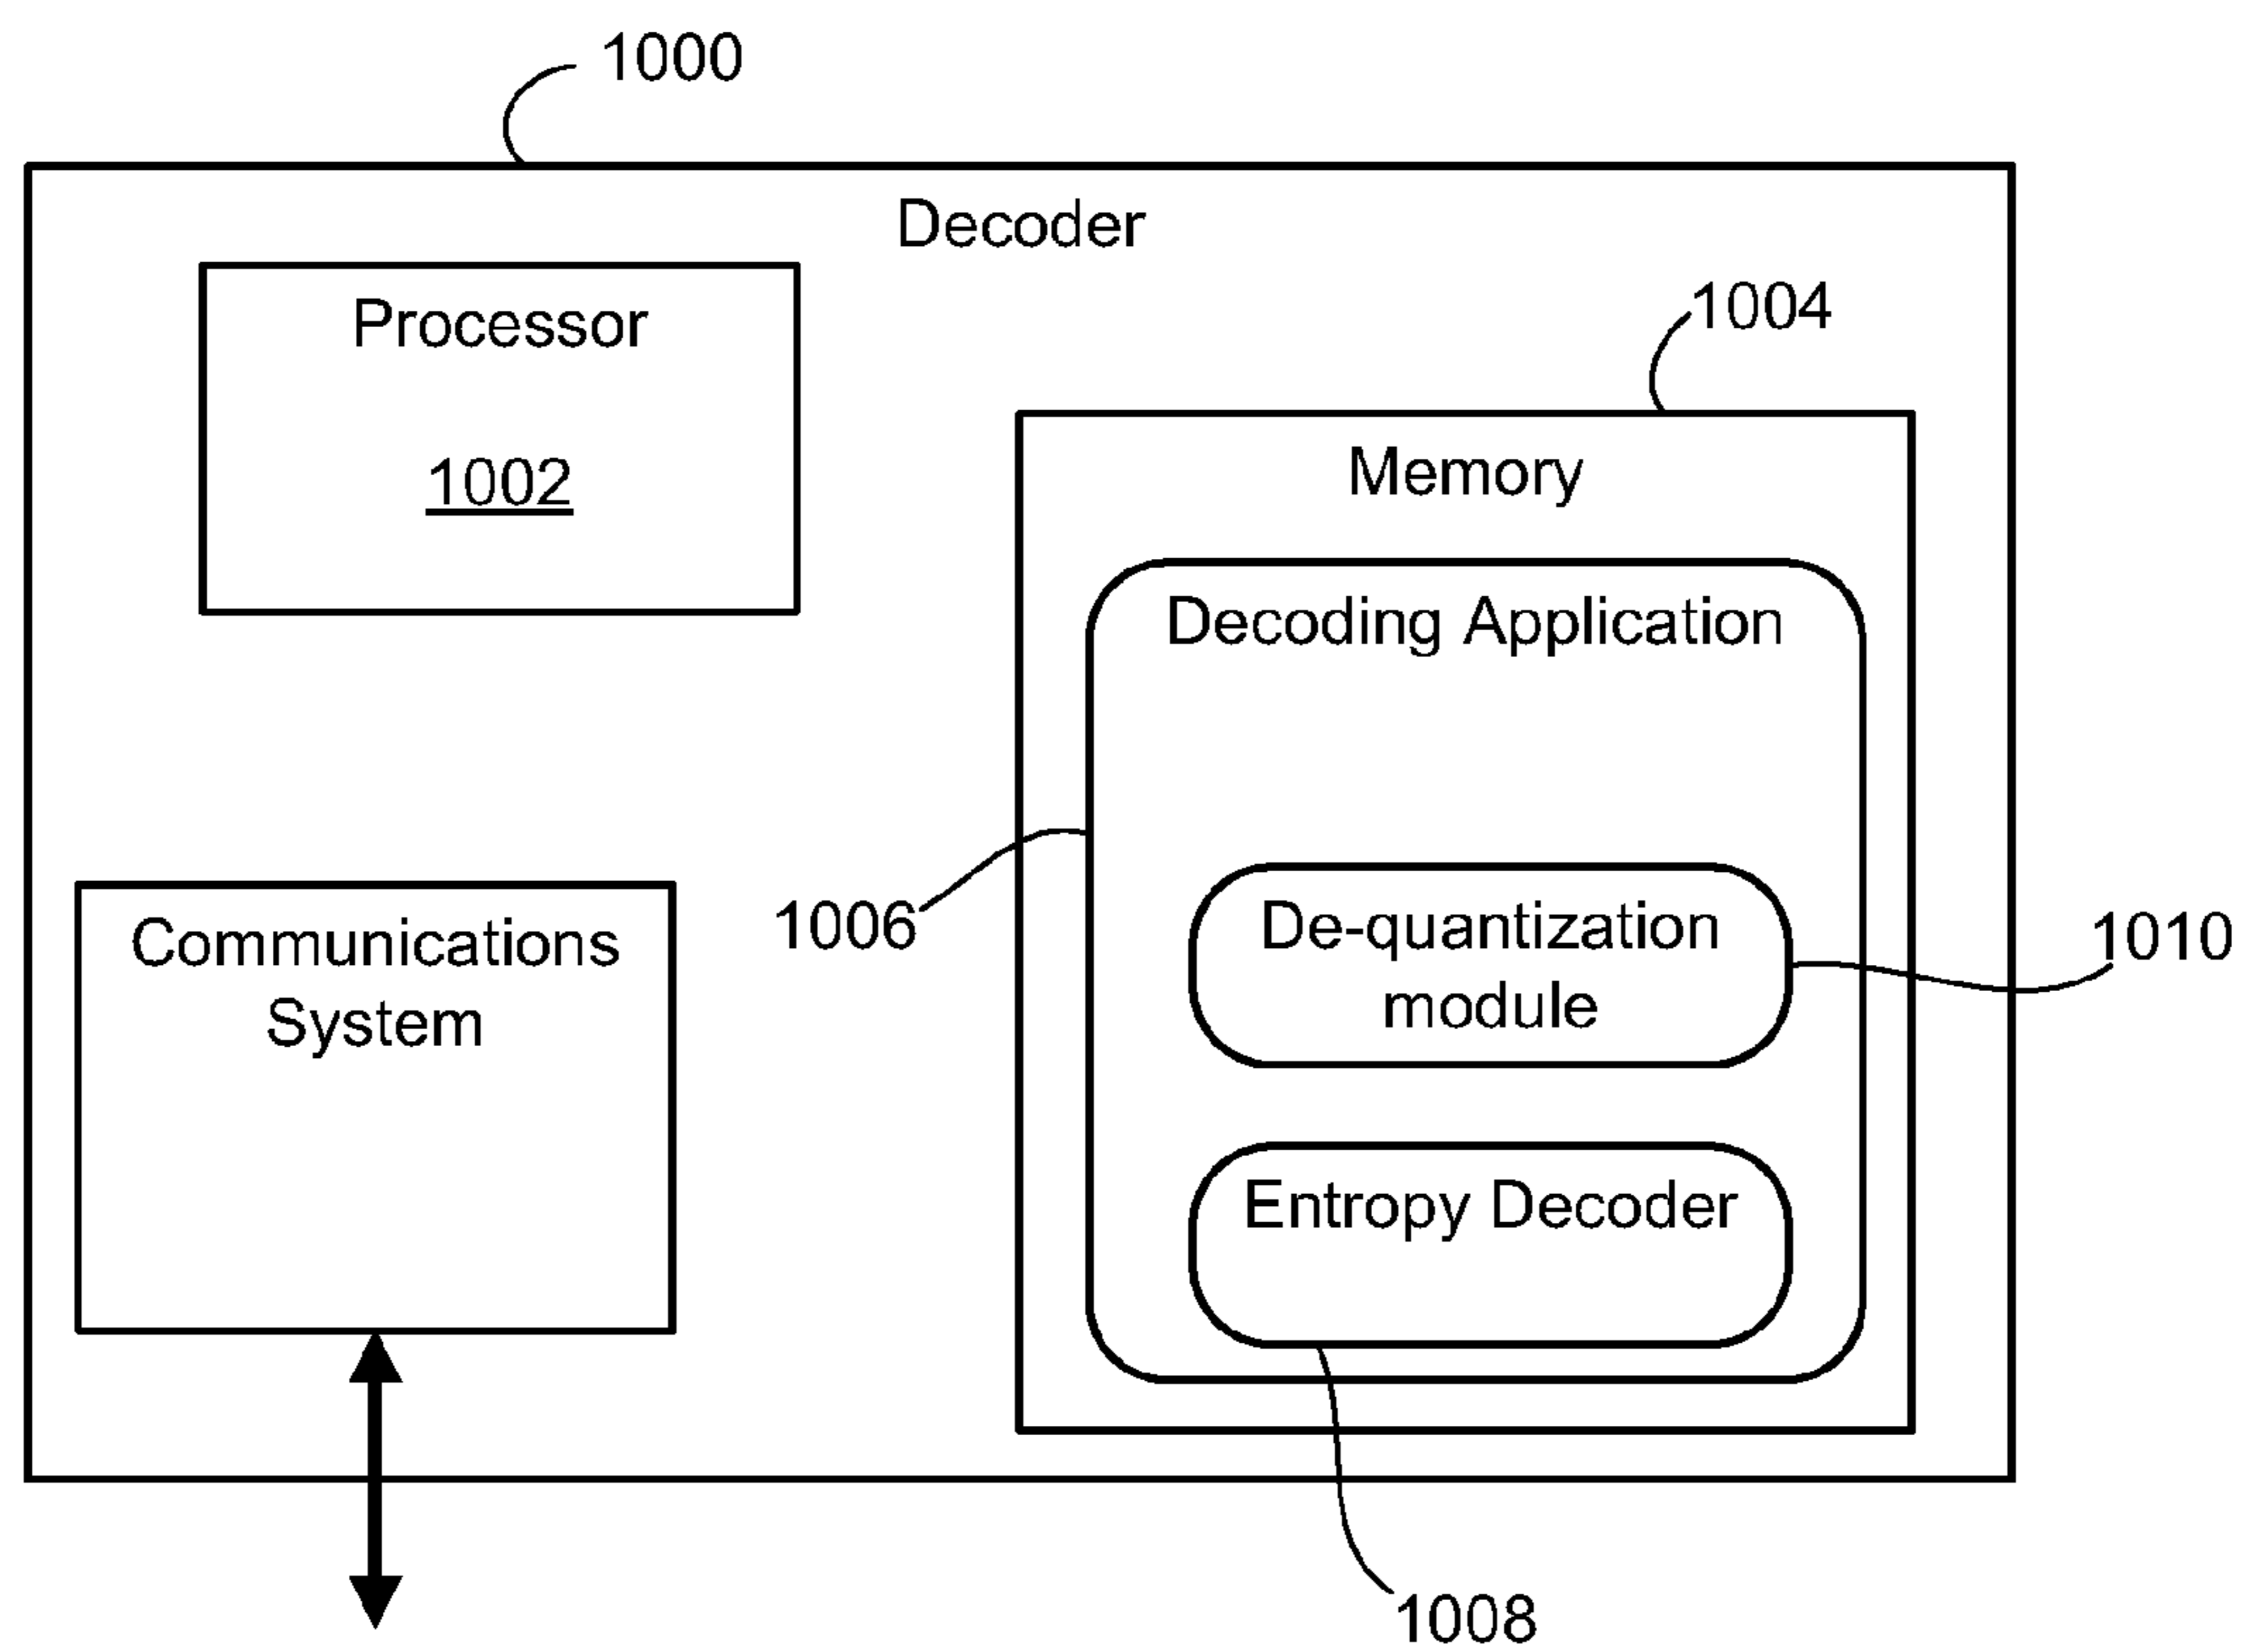 1000
Decoder
Processor
1002
1004
Memory
Decoding Application
1006
De-quantization
module
1010
Communications
System
Entropy Decoder
1008